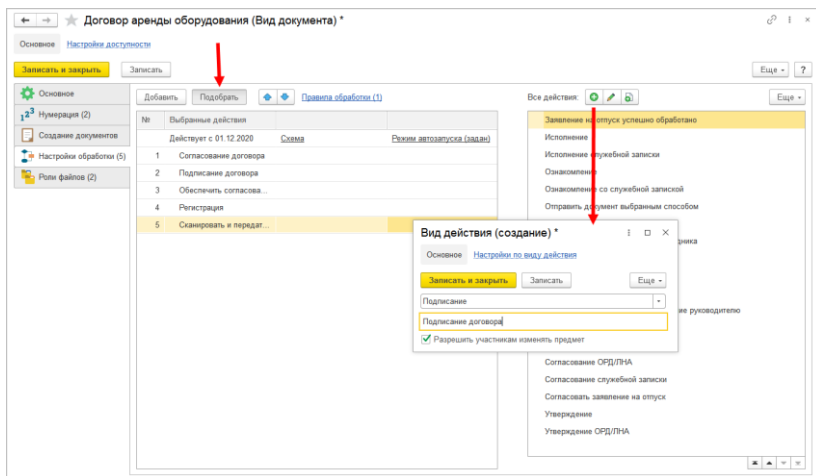 Договор аренды оборудования (Вид документа) *
Основное Настройки доступности
Записать и закрыть Записать Еще ?
Основное
Нумерация (2)
Создание документов
Настройки обработки (5)
Роли файлов (2)
Добавить Подобрать Правила обработки (1)
№ Выбранные действия
Действует с 01.12.2020 Схема Режим автозапуска (задан)
1 Согласование договора
2 Подписание договора
3 Обеспечить согласова...
4 Регистрация
5 Сканировать и передат...
Все действия: Еще
Заявление на отпуск успешно обработано
Исполнение
Исполнение служебной записки
Ознакомление
Ознакомление со служебной запиской
Отправить документ выбранным способом
Вид действия (создание) *
Основное Настройки по виду действия
Записать и закрыть Записать Еще
Подписание
Подписание договора
Разрешить участникам изменять предмет
ие руководителю
Согласование ОРД/ЛНА
Согласование служебной записки
Согласовать заявление на отпуск
Утверждение
Утверждение ОРД/ЛНА